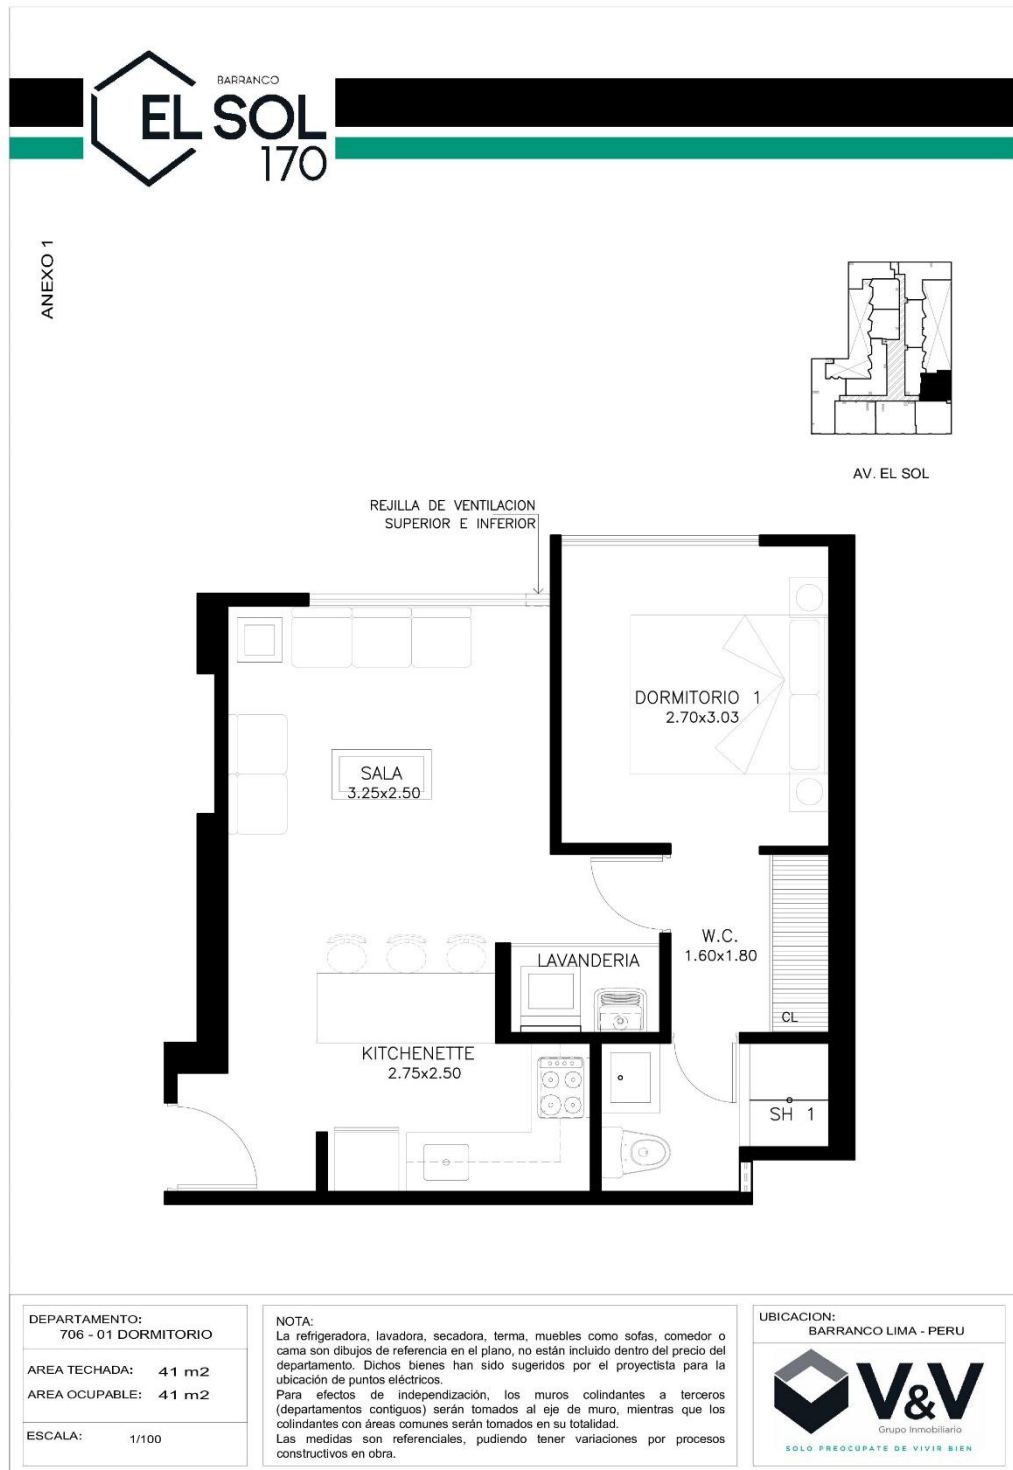 BARRANCO
EL SOL
170
ANEXO 1
AV. EL SOL
REJILLA DE VENTILACION
SUPERIOR E INFERIOR
DORMITORIO 1
2.70x3.03
SALA
3.25x2.50
W.C.
1.60x1.80
LAVANDERIA
CL
KITCHENETTE
2.75x2.50
SH 1
DEPARTAMENTO:
706 - 01 DORMITORIO
AREA TECHADA: 41 m2
AREA OCUPABLE: 41 m2
ESCALA: 1/100
NOTA:
La refrigeradora, lavadora, secadora, terma, muebles como sofas, comedor o
cama son dibujos de referencia en el plano, no están incluido dentro del precio del
departamento. Dichos bienes han sido sugeridos por el proyectista para la
ubicación de puntos eléctricos.
Para efectos de independización, los muros colindantes a terceros
(departamentos contiguos) serán tomados al eje de muro, mientras que los
colindantes con áreas comunes serán tomados en su totalidad.
Las medidas son referenciales, pudiendo tener variaciones por procesos
constructivos en obra.
UBICACION:
BARRANCO LIMA - PERU
V&V
Grupo Inmobiliario
SOLO PREOCÚPATE DE VIVIR BIEN